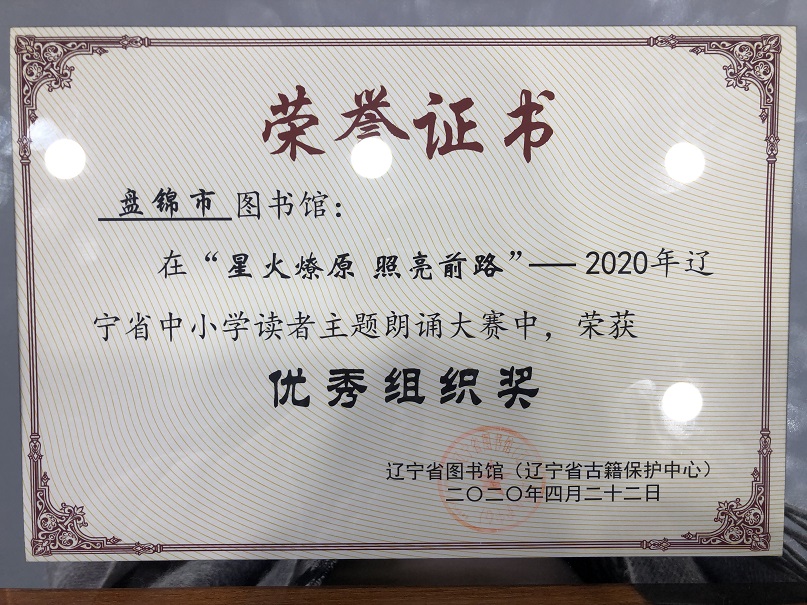 荣誉证书
盘锦市图书馆：
在“星火燎原 照亮前路”——2020年辽
宁省中小学读者主题朗诵大赛中，荣获
优秀组织奖
辽宁省图书馆（辽宁省古籍保护中心）
二〇二〇年四月二十二日